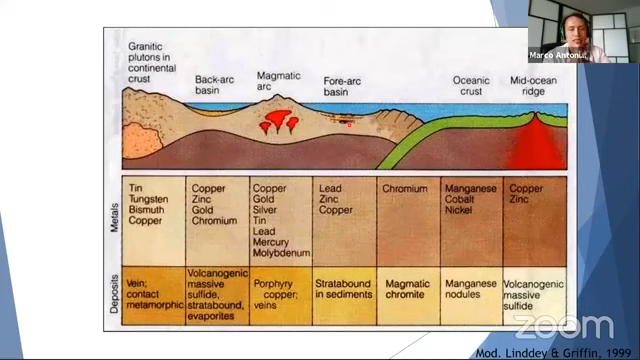 Granitic
plutons in
continental
crust
Back-arc
basin
Magmatic
arc
Fore-arc
basin
Oceanic
crust
Mid-ocean
ridge
Metals
Tin
Tungsten
Bismuth
Copper
Copper
Zinc
Gold
Chromium
Copper
Gold
Silver
Tin
Lead
Mercury
Molybdenum
Lead
Zinc
Copper
Chromium
Manganese
Cobalt
Nickel
Copper
Zinc
Deposits
Vein;
contact
metamorphic
Volcanogenic
massive
sulfide,
stratabound,
evaporites
Porphyry
copper;
veins
Stratabound
in sediments
Magmatic
chromite
Manganese
nodules
Volcanogenic
massive
sulfide
Mod. Linddey & Griffin, 1999
zoom